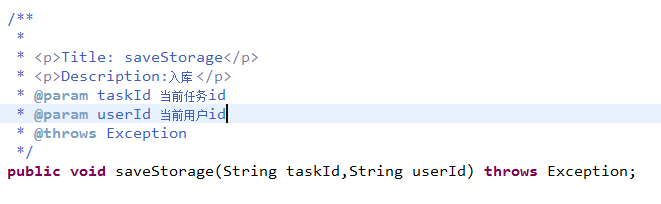 /**
 *
 * <p>Title: saveStorage</p>
 * <p>Description:入库</p>
 * @param taskId 当前任务id
 * @param userId 当前用户id
 * @throws Exception
 */
public void saveStorage(String taskId,String userId) throws Exception;